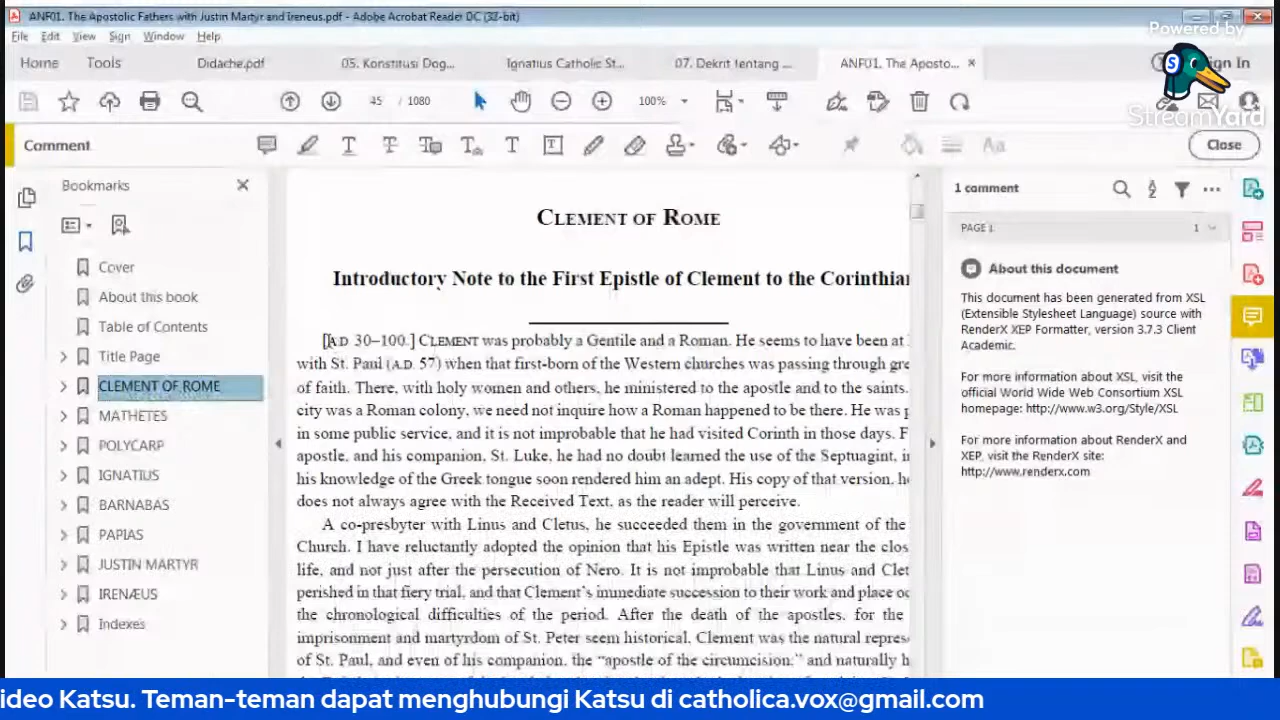 ANF01. The Apostolic Fathers with Justin Martyr and Ireneus.pdf - Adobe Acrobat Reader DC (32-bit)
File Edit View Sign Window Help
Powered by
StreamYard
Home Tools Didache.pdf 05. Konstitusi Dog... Ignatius Catholic St... 07. Dekrit tentang ... ANF01. The Aposto... × Sign In
45 / 1080 100%
Comment Close
Bookmarks
Cover
About this book
Table of Contents
Title Page
CLEMENT OF ROME
MATHETES
POLYCARP
IGNATIUS
BARNABAS
PAPIAS
JUSTIN MARTYR
IRENÆUS
Indexes
CLEMENT OF ROME
Introductory Note to the First Epistle of Clement to the Corinthian
[A.D 30–100.] CLEMENT was probably a Gentile and a Roman. He seems to have been at
with St. Paul (A.D. 57) when that first-born of the Western churches was passing through gre
of faith. There, with holy women and others, he ministered to the apostle and to the saints.
city was a Roman colony, we need not inquire how a Roman happened to be there. He was p
in some public service, and it is not improbable that he had visited Corinth in those days. F
apostle, and his companion, St. Luke, he had no doubt learned the use of the Septuagint, i
his knowledge of the Greek tongue soon rendered him an adept. His copy of that version, h
does not always agree with the Received Text, as the reader will perceive.
A co-presbyter with Linus and Cletus, he succeeded them in the government of the
Church. I have reluctantly adopted the opinion that his Epistle was written near the clos
life, and not just after the persecution of Nero. It is not improbable that Linus and Clet
perished in that fiery trial, and that Clement's immediate succession to their work and place oc
the chronological difficulties of the period. After the death of the apostles, for the
imprisonment and martyrdom of St. Peter seem historical, Clement was the natural repres
of St. Paul, and even of his companion, the "apostle of the circumcision," and naturally h
1 comment
PAGE 1 1
About this document
This document has been generated from XSL
(Extensible Stylesheet Language) source with
RenderX XEP Formatter, version 3.7.3 Client
Academic.
For more information about XSL, visit the
official World Wide Web Consortium XSL
homepage: http://www.w3.org/Style/XSL
For more information about RenderX and
XEP, visit the RenderX site:
http://www.renderx.com
ideo Katsu. Teman-teman dapat menghubungi Katsu di catholica.vox@gmail.com